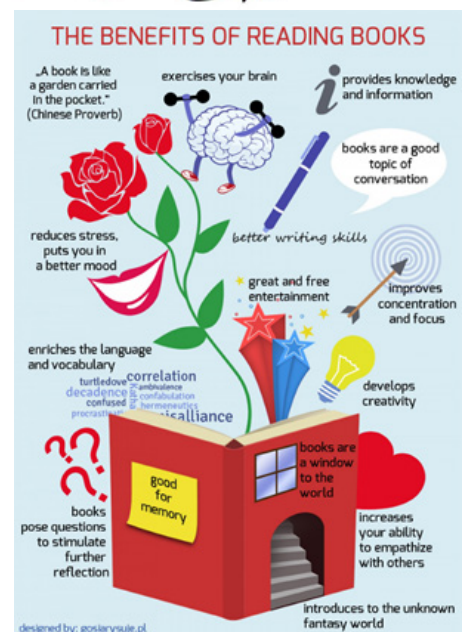 THE BENEFITS OF READING BOOKS
„A book is like
a garden carried
in the pocket.“
(Chinese Proverb)
exercises your brain
provides knowledge
and information
books are a good
topic of
conversation
reduces stress,
puts you in
a better mood
better writing skills
great and free
entertainment
improves
concentration
and focus
enriches the language
and vocabulary
turtledove
correlation
decadence
ambivalence
confused
confabulation
hermeneutics
develops
creativity
good
for
memory
books are
a window
to the
world
books
pose questions
to stimulate
further
reflection
increases
your ability
to empathize
with others
introduces to the unknown
fantasy world
designed by: gosiarysuje.pl